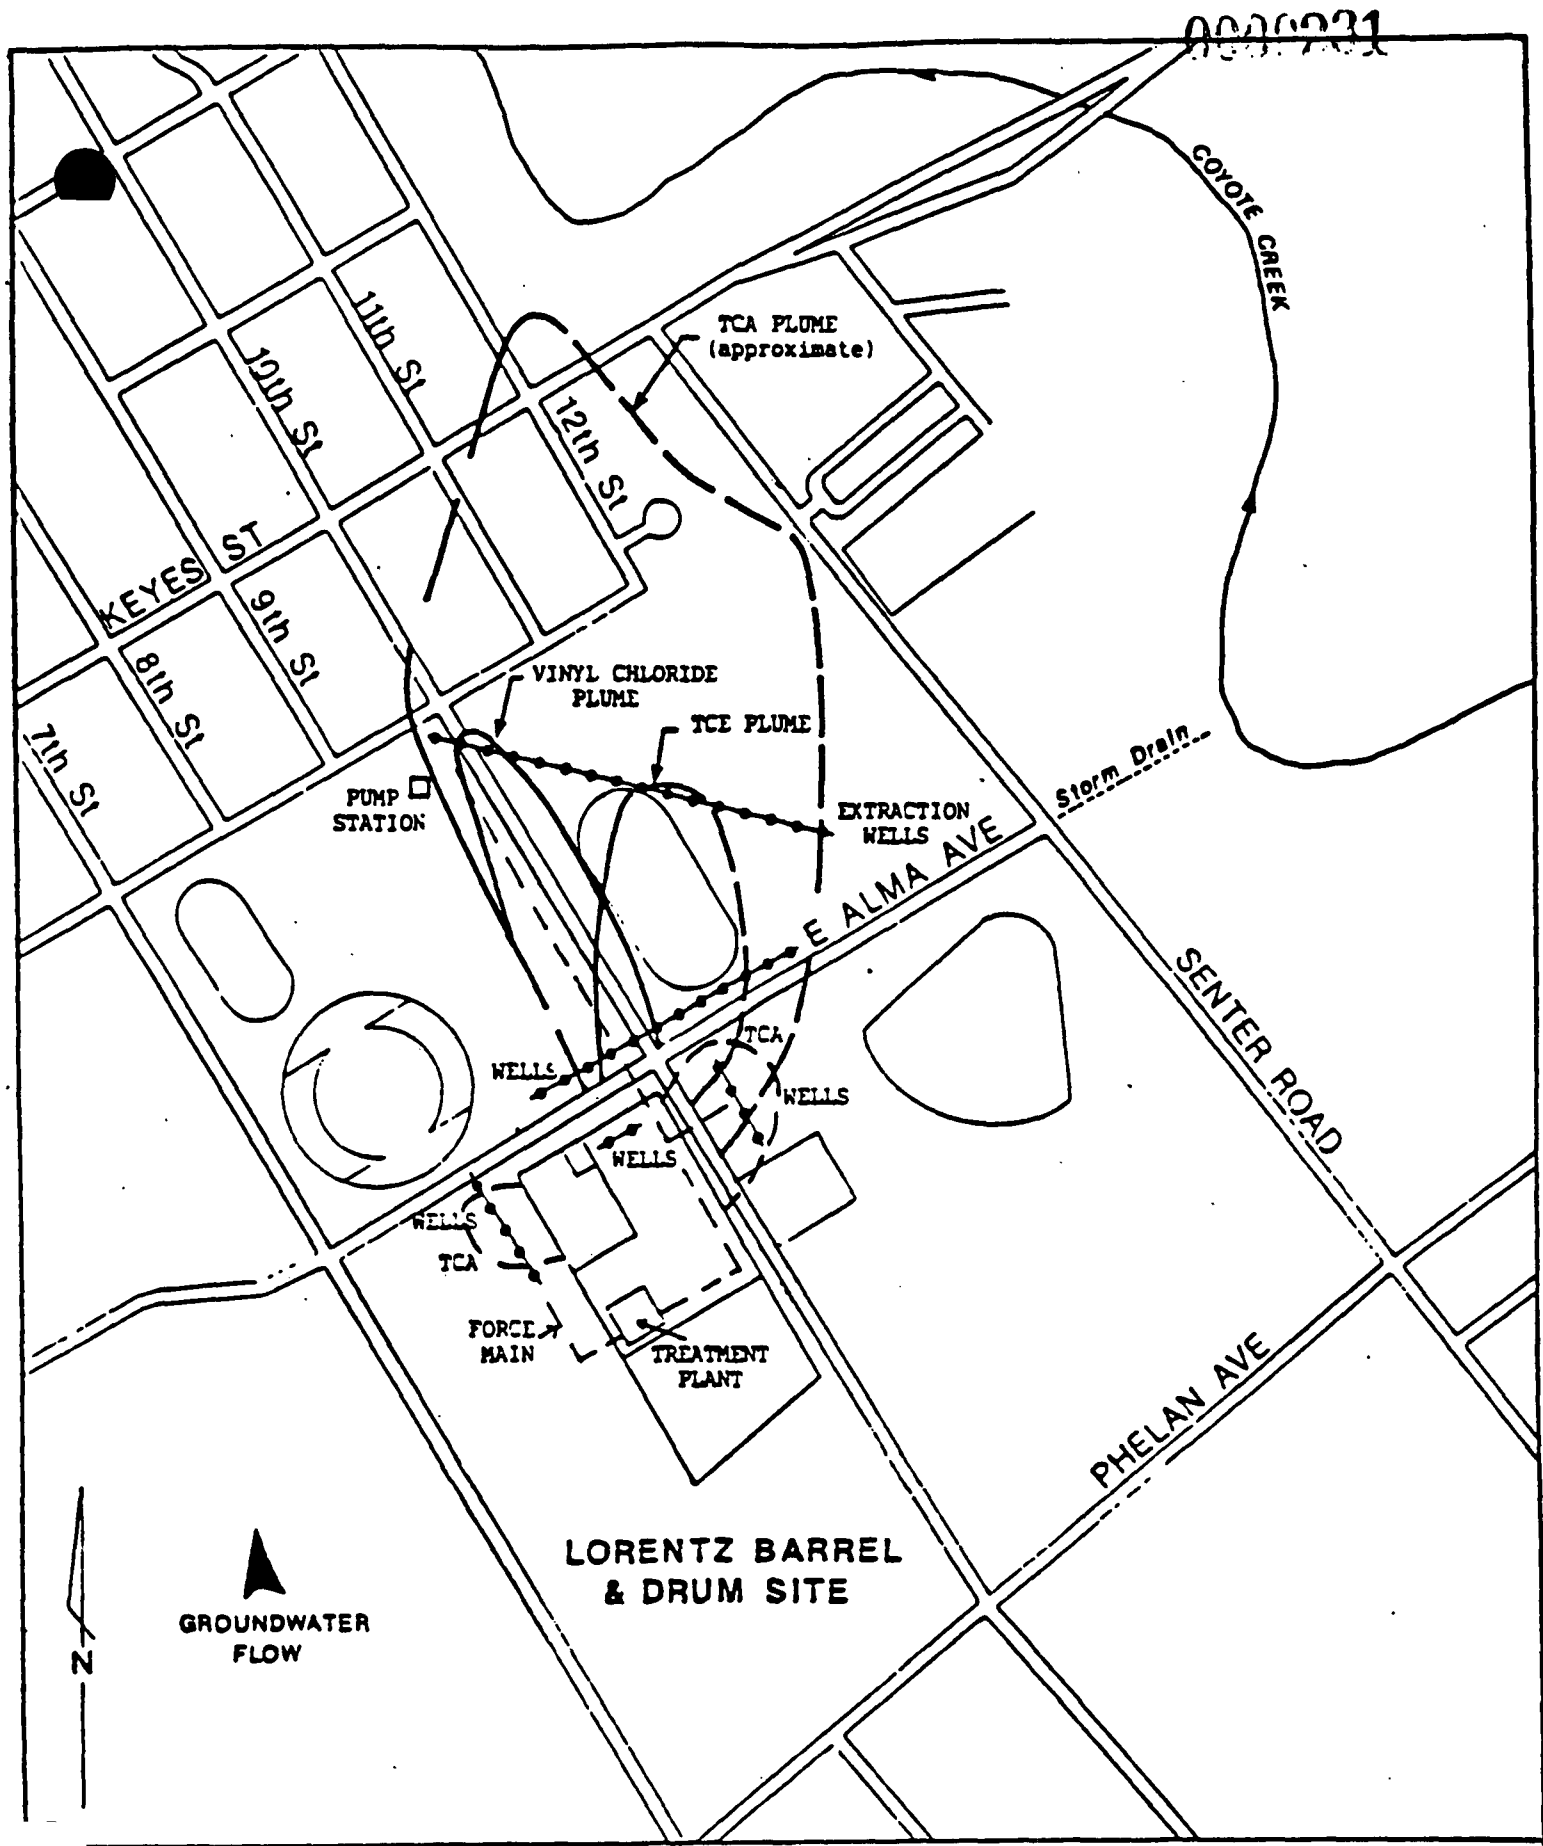 COYOTE CREEK
TCA PLUME
(approximate)
11th St
10th St
12th St
KEYES ST
9th St
8th St
7th St
VINYL CHLORIDE
PLUME
TCE PLUME
Storm Drain
PUMP
STATION
EXTRACTION
WELLS
E ALMA AVE
SENTER ROAD
TCA
WELLS
WELLS
WELLS
WELLS
TCA
FORCE
MAIN
TREATMENT
PLANT
PHELAN AVE
LORENTZ BARREL
& DRUM SITE
GROUNDWATER
FLOW
N